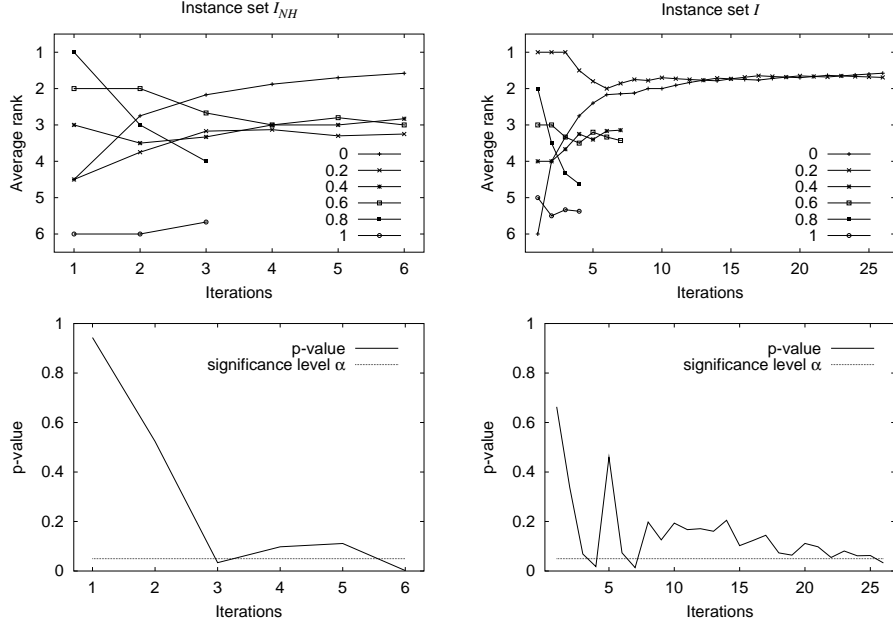 Instance set I_NH
Average rank
1
2
3
4
5
6
0
0.2
0.4
0.6
0.8
1
1 2 3 4 5 6
Iterations
Instance set I
Average rank
1
2
3
4
5
6
0
0.2
0.4
0.6
0.8
1
5 10 15 20 25
Iterations
p-value
1
0.8
0.6
0.4
0.2
0
p-value
significance level α
1 2 3 4 5 6
Iterations
p-value
1
0.8
0.6
0.4
0.2
0
p-value
significance level α
5 10 15 20 25
Iterations